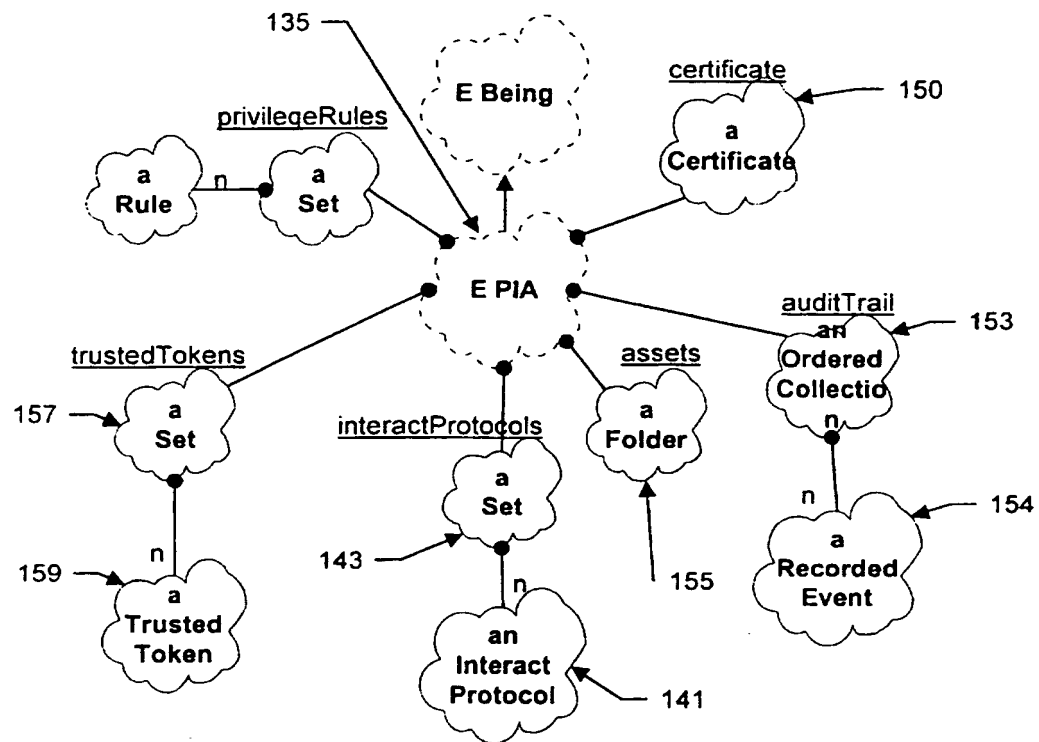 135
E Being
certificate
150
a
Certificate
privilegeRules
a
Rule
n
a
Set
E PIA
auditTrail
153
an
Ordered
Collectio
n
trustedTokens
157
a
Set
assets
a
Folder
interactProtocols
a
Set
143
155
n
154
a
Recorded
Event
n
159
a
Trusted
Token
n
an
Interact
Protocol
141